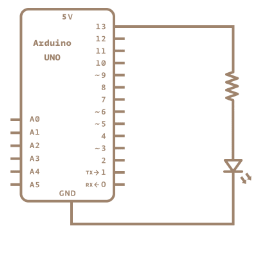 5V
13
Arduino
12
UNO
11
10
~9
8
7
~6
A0
~5
A1
4
A2
~3
A3
2
A4
TX→1
A5
RX←0
GND